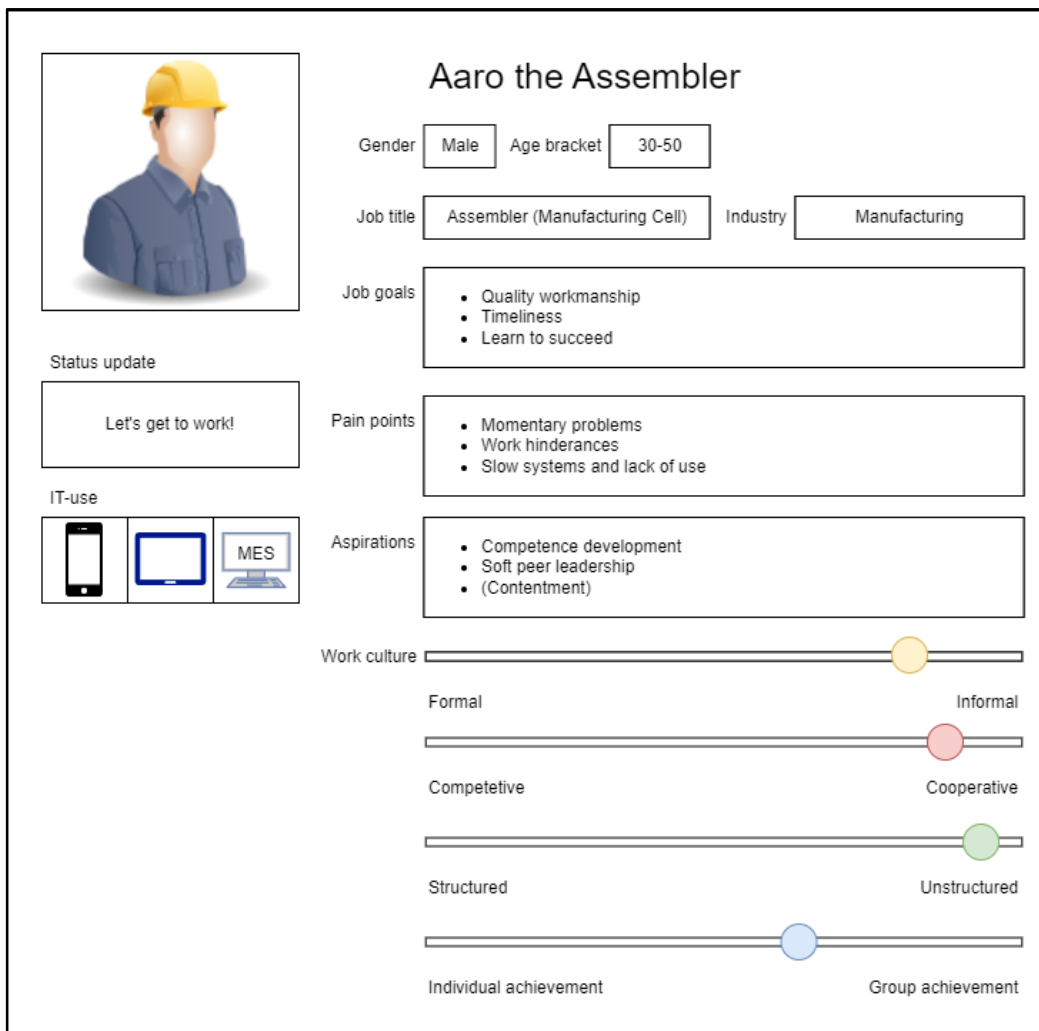 Aaro the Assembler
Gender Male Age bracket 30-50
Job title Assembler (Manufacturing Cell) Industry Manufacturing
Job goals
• Quality workmanship
• Timeliness
• Learn to succeed
Status update
Let's get to work!
Pain points
• Momentary problems
• Work hinderances
• Slow systems and lack of use
IT-use
MES
Aspirations
• Competence development
• Soft peer leadership
• (Contentment)
Work culture
Formal Informal
Competetive Cooperative
Structured Unstructured
Individual achievement Group achievement